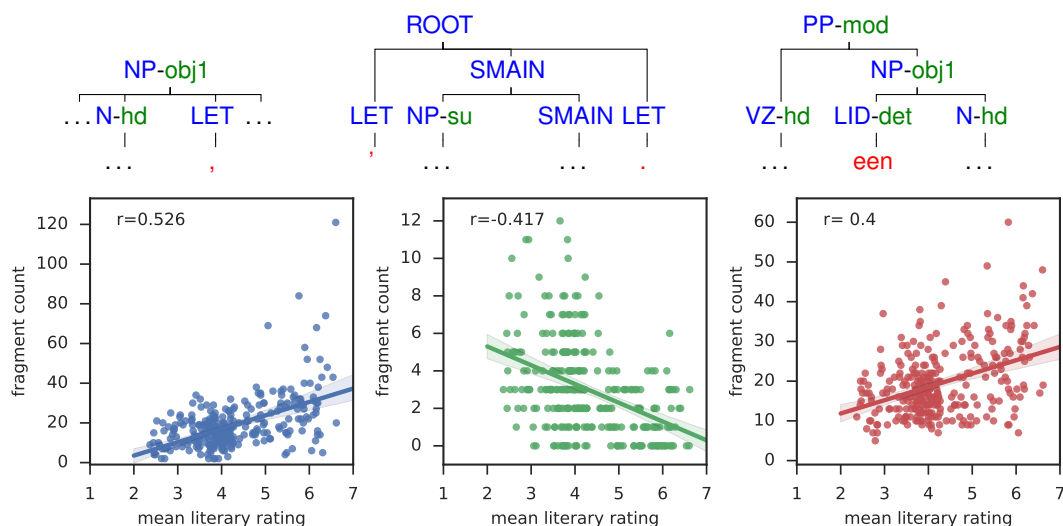 NP-obj1
...N-hd LET ...
... ,
ROOT
SMAIN
LET NP-su SMAIN LET
, ... ... .
PP-mod
NP-obj1
VZ-hd LID-det N-hd
... een ...
r=0.526
fragment count
120
100
80
60
40
20
0
1 2 3 4 5 6 7
mean literary rating
r=-0.417
fragment count
12
10
8
6
4
2
0
1 2 3 4 5 6 7
mean literary rating
r= 0.4
fragment count
60
50
40
30
20
10
0
1 2 3 4 5 6 7
mean literary rating